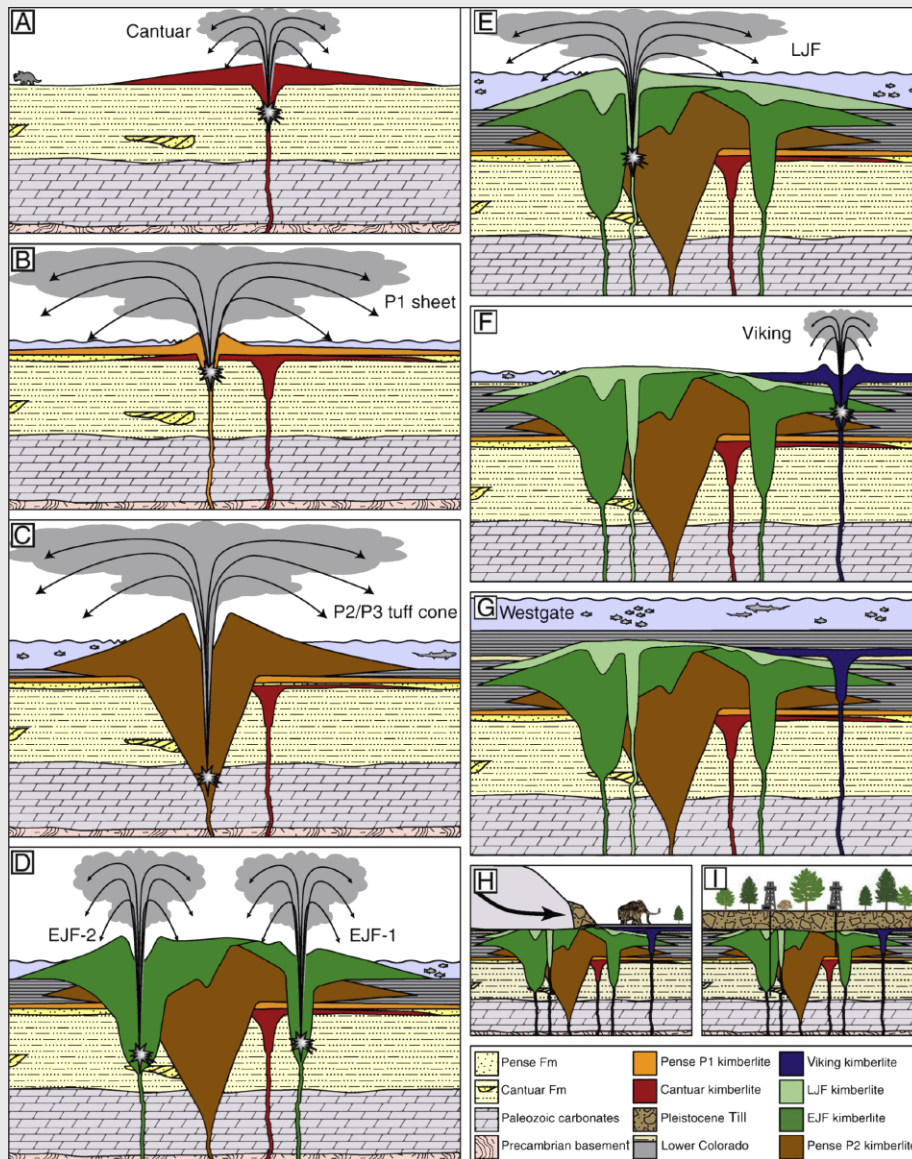 A
Cantuar
B
P1 sheet
C
P2/P3 tuff cone
D
EJF-2
EJF-1
E
LJF
F
Viking
G
Westgate
H
I
Pense Fm
Pense P1 kimberlite
Viking kimberlite
Cantuar Fm
Cantuar kimberlite
LJF kimberlite
Paleozoic carbonates
Pleistocene Till
EJF kimberlite
Precambrian basement
Lower Colorado
Pense P2 kimberlite